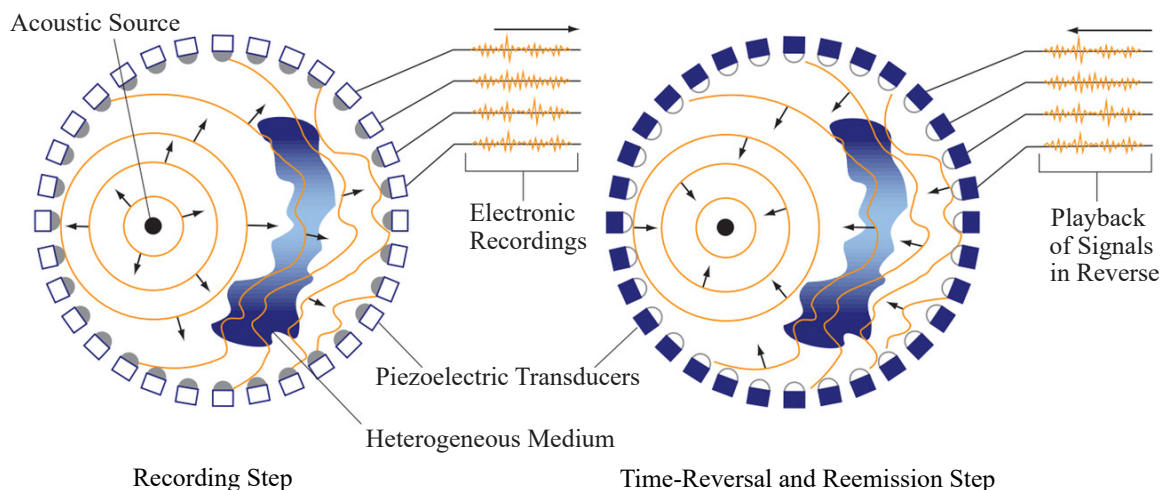 Acoustic Source
Electronic
Recordings
Playback
of Signals
in Reverse
Piezoelectric Transducers
Heterogeneous Medium
Recording Step
Time-Reversal and Reemission Step